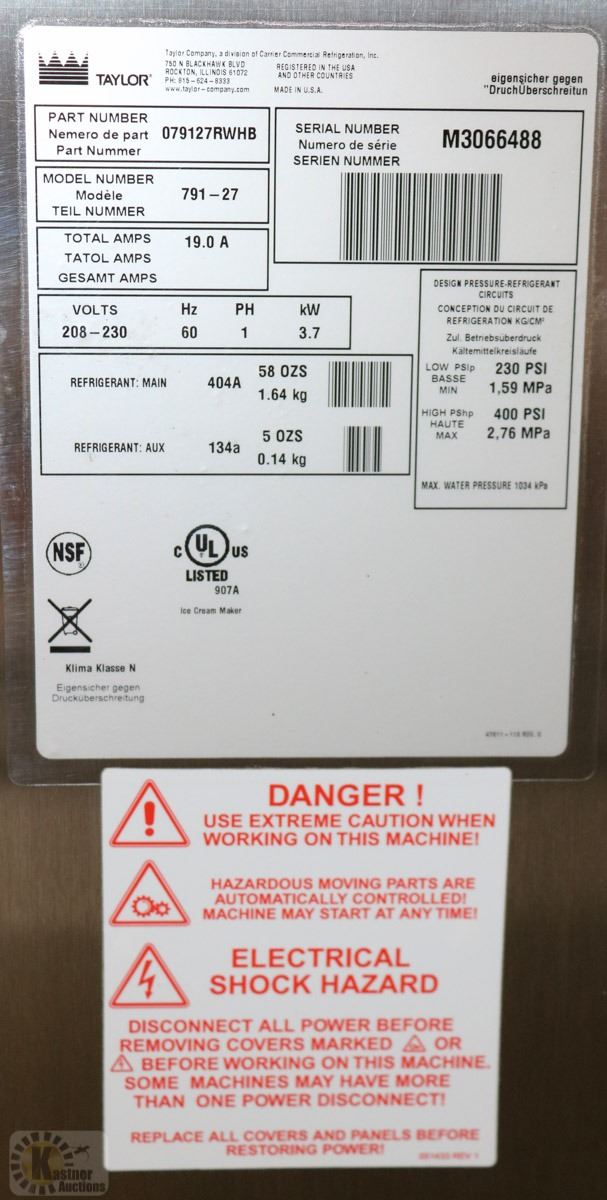 TAYLOR®
Taylor Company, a division of Carrier Commercial Refrigeration, Inc.
750 N BLACKHAWK BLVD
ROCKTON, ILLINOIS 61072
PH: 815-624-8333
www.taylor-company.com
REGISTERED IN THE USA
AND OTHER COUNTRIES
MADE IN U.S.A.
eigensicher gegen
"DruchÜberschreitun
PART NUMBER
Nemero de part
Part Nummer
079127RWHB
SERIAL NUMBER
Numero de série
SERIEN NUMMER
M3066488
MODEL NUMBER
Modèle
TEIL NUMMER
791-27
TOTAL AMPS
TATOL AMPS
GESAMT AMPS
19.0 A
VOLTS Hz PH kW
208-230 60 1 3.7
REFRIGERANT: MAIN 404A 58 OZS
1.64 kg
REFRIGERANT: AUX 134a 5 OZS
0.14 kg
DESIGN PRESSURE-REFRIGERANT
CIRCUITS
CONCEPTION DU CIRCUIT DE
REFRIGERATION KG/CM²
Zul. Betriebsüberdruck
Kältemittelkreisläufe
LOW PSlp
BASSE
MIN
230 PSI
1,59 MPa
HIGH PShp
HAUTE
MAX
400 PSI
2,76 MPa
MAX. WATER PRESSURE 1034 kPa
NSF
C UL US
LISTED
907A
Ice Cream Maker
Klima Klasse N
Eigensicher gegen
Drucküberschreitung
DANGER !
USE EXTREME CAUTION WHEN
WORKING ON THIS MACHINE!
HAZARDOUS MOVING PARTS ARE
AUTOMATICALLY CONTROLLED!
MACHINE MAY START AT ANY TIME!
ELECTRICAL
SHOCK HAZARD
DISCONNECT ALL POWER BEFORE
REMOVING COVERS MARKED OR
BEFORE WORKING ON THIS MACHINE.
SOME MACHINES MAY HAVE MORE
THAN ONE POWER DISCONNECT!
REPLACE ALL COVERS AND PANELS BEFORE
RESTORING POWER!
Kastner
Auctions